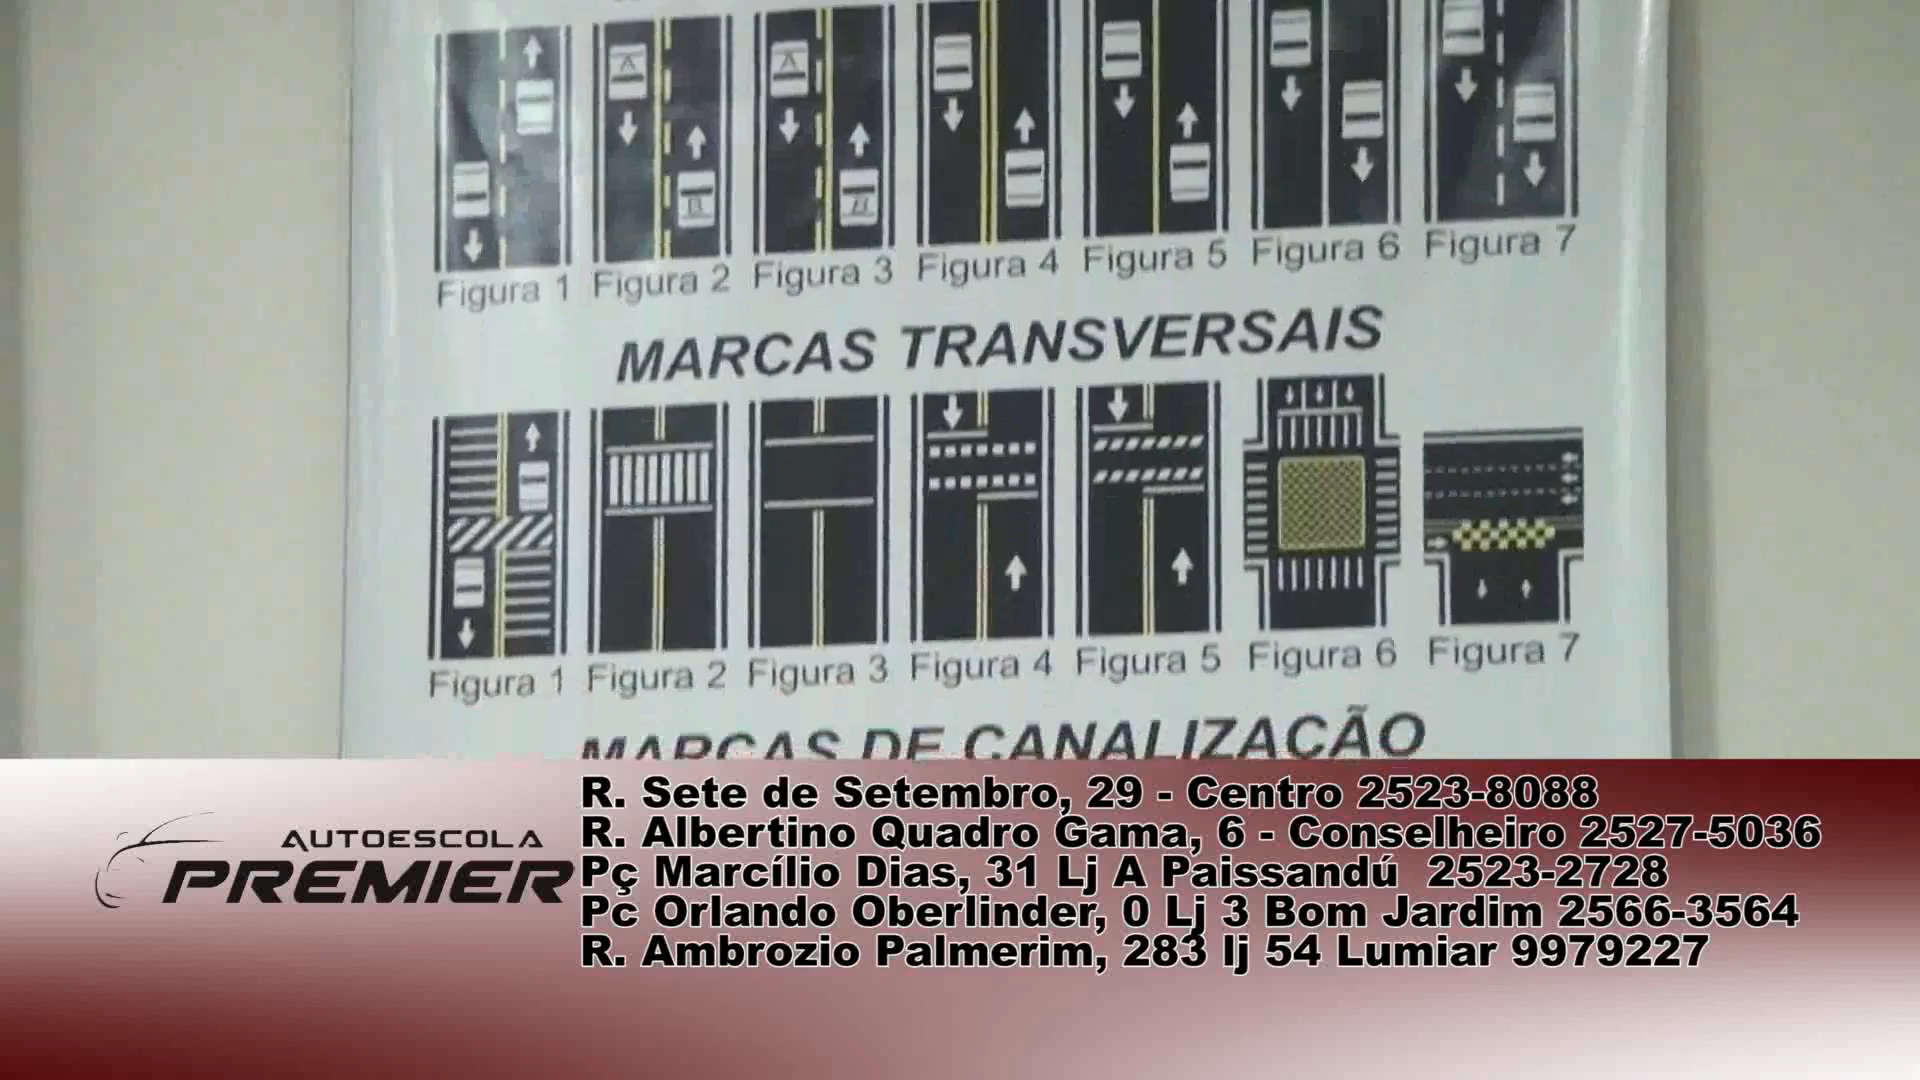 A
A
B
B
Figura 1 Figura 2 Figura 3 Figura 4 Figura 5 Figura 6 Figura 7
MARCAS TRANSVERSAIS
Figura 1 Figura 2 Figura 3 Figura 4 Figura 5 Figura 6 Figura 7
MARCAS DE CANALIZAÇÃO
AUTOESCOLA
PREMIER
R. Sete de Setembro, 29 - Centro 2523-8088
R. Albertino Quadro Gama, 6 - Conselheiro 2527-5036
Pç Marcílio Dias, 31 Lj A Paissandú 2523-2728
Pc Orlando Oberlinder, 0 Lj 3 Bom Jardim 2566-3564
R. Ambrozio Palmerim, 283 lj 54 Lumiar 9979227